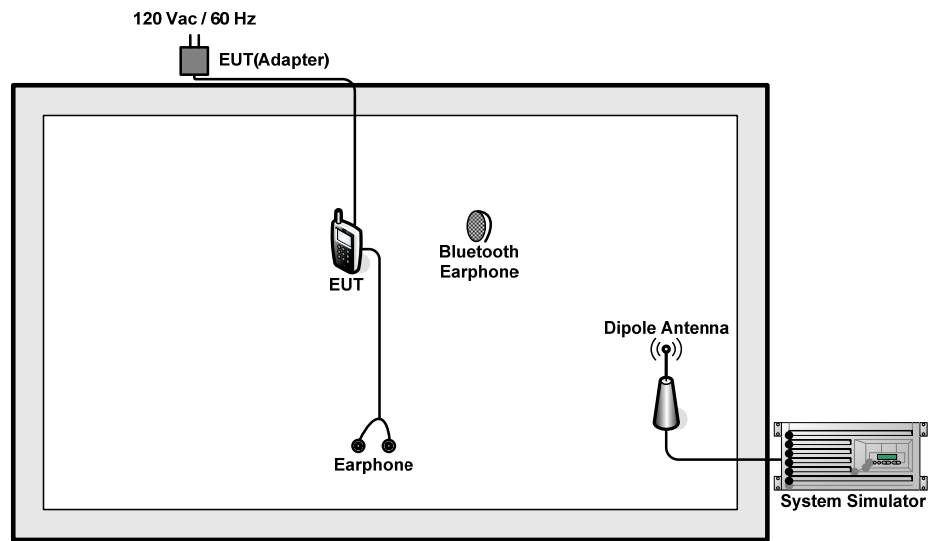 120 Vac / 60 Hz
EUT(Adapter)
EUT
Bluetooth
Earphone
Dipole Antenna
Earphone
System Simulator